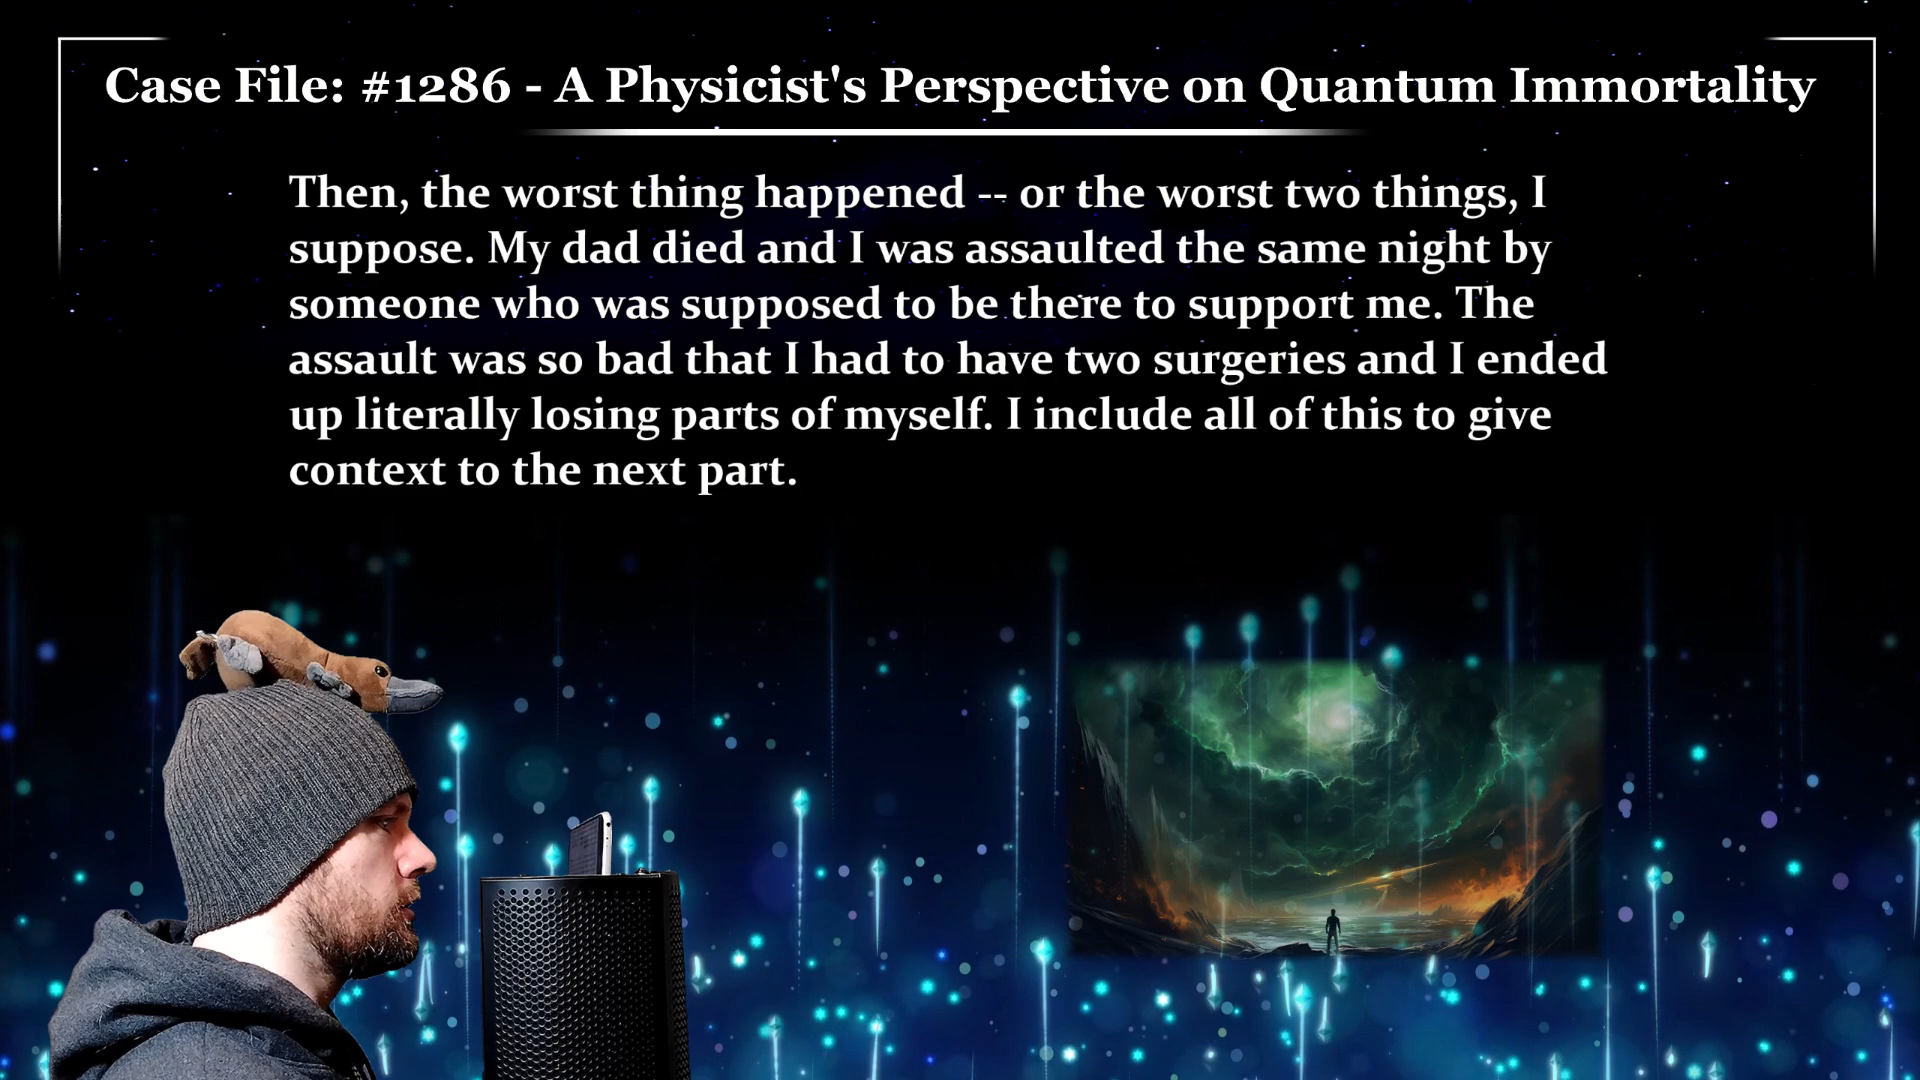 Case File: #1286 - A Physicist's Perspective on Quantum Immortality
Then, the worst thing happened -- or the worst two things, I
suppose. My dad died and I was assaulted the same night by
someone who was supposed to be there to support me. The
assault was so bad that I had to have two surgeries and I ended
up literally losing parts of myself. I include all of this to give
context to the next part.